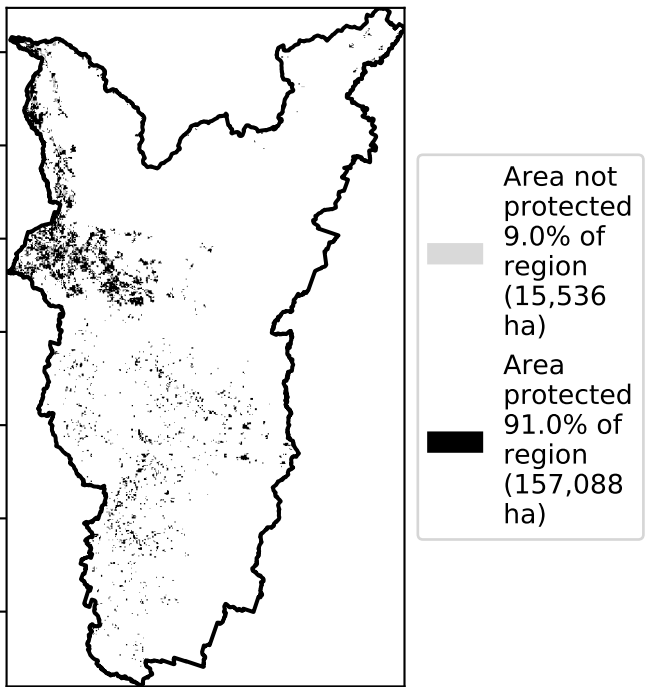 Area not
protected
9.0% of
region
(15,536
ha)
Area
protected
91.0% of
region
(157,088
ha)